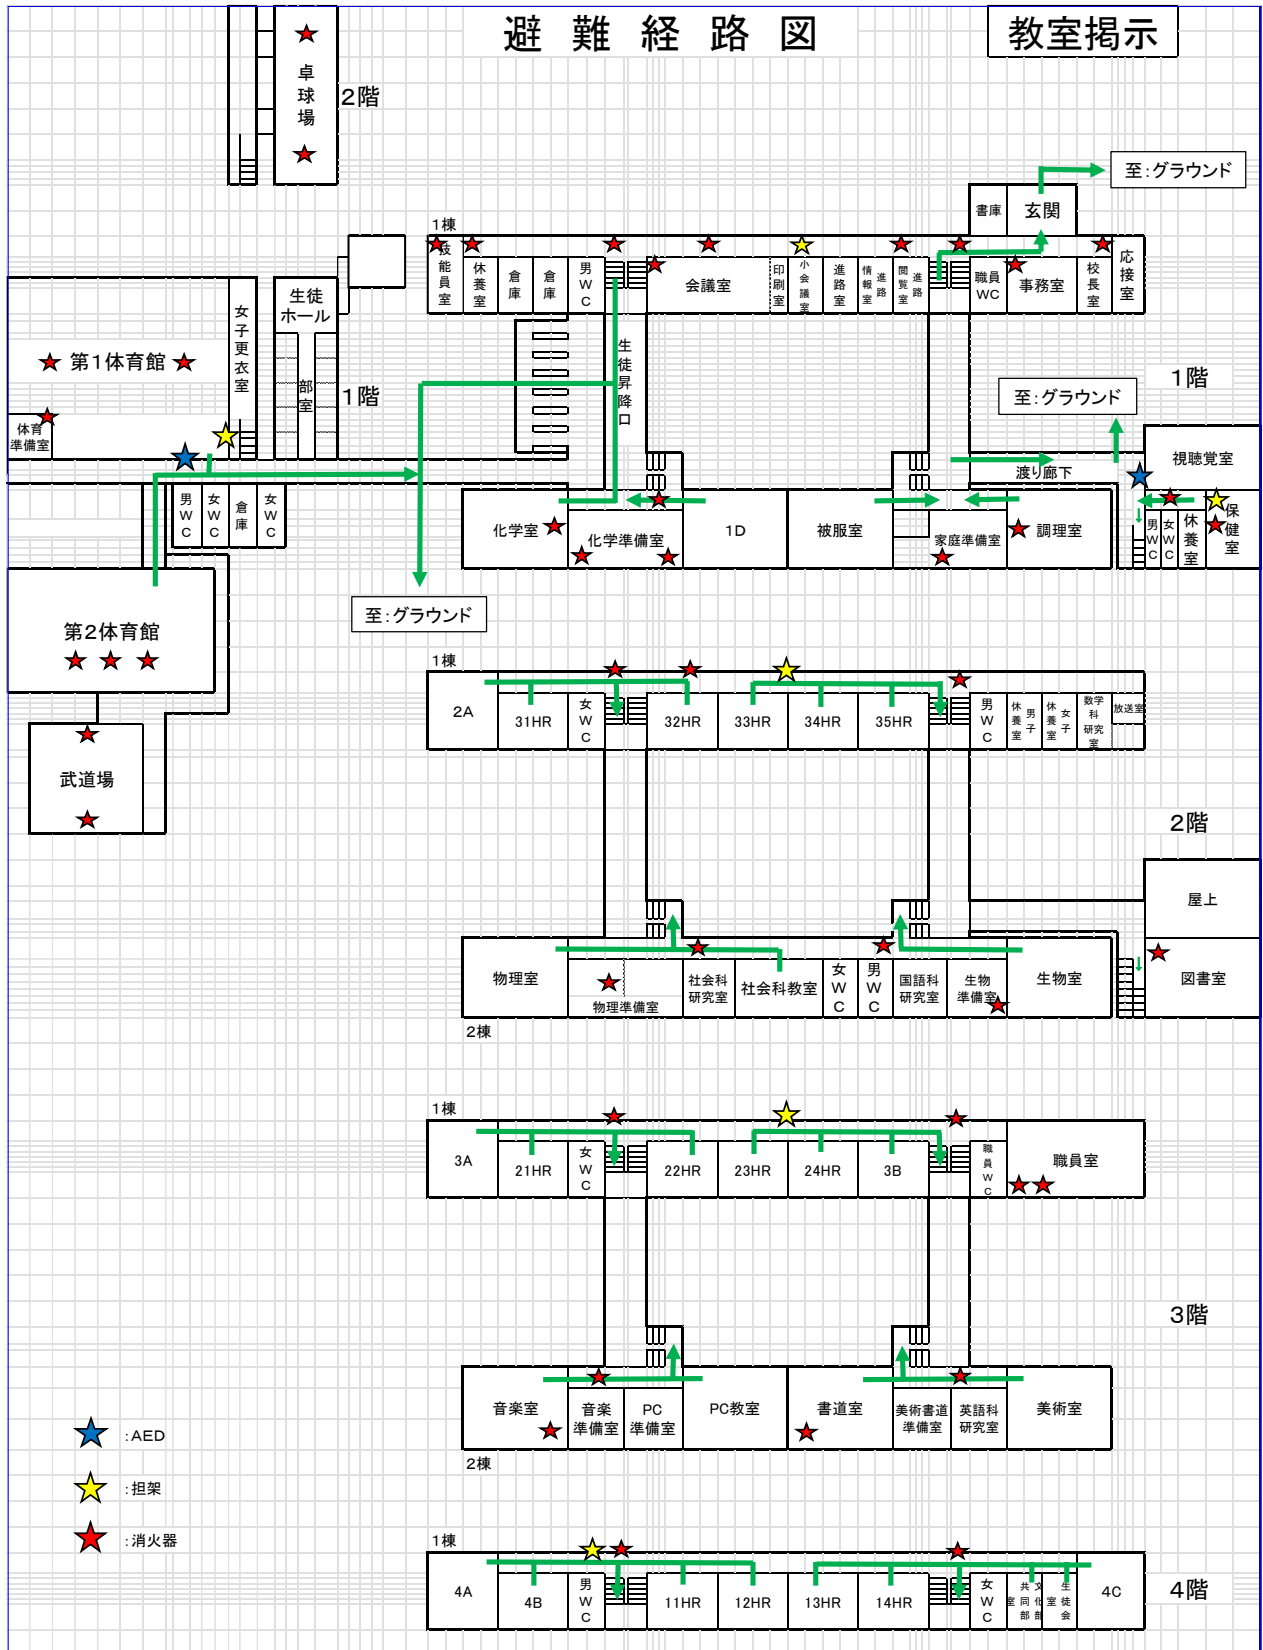 避難経路図
教室掲示
卓球場
2階
至：グラウンド
書庫
玄関
1棟
技能員室
休養室
倉庫
倉庫
男WC
会議室
印刷室
小会議室
進路室
進路情報室
進路閲覧室
職員WC
事務室
校長室
応接室
生徒ホール
女子更衣室
第1体育館
部室
1階
体育準備室
生徒昇降口
1階
至：グラウンド
渡り廊下
視聴覚室
男WC
女WC
倉庫
女WC
化学室
化学準備室
1D
被服室
家庭準備室
調理室
男WC
女WC
休養室
保健室
至：グラウンド
第2体育館
武道場
1棟
2A
31HR
女WC
32HR
33HR
34HR
35HR
男WC
男子休養室
女子休養室
数学科研究室
放送室
2階
屋上
物理室
物理準備室
社会科研究室
社会科教室
女WC
男WC
国語科研究室
生物準備室
生物室
図書室
2棟
1棟
3A
21HR
女WC
22HR
23HR
24HR
3B
職員WC
職員室
3階
音楽室
音楽準備室
PC準備室
PC教室
書道室
美術書道準備室
英語科研究室
美術室
2棟
：AED
：担架
：消火器
1棟
4A
4B
男WC
11HR
12HR
13HR
14HR
女WC
文化部共同部室
生徒会室
4C
4階